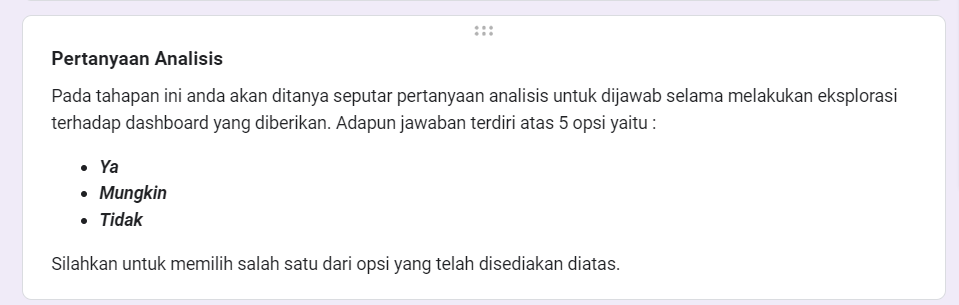 Pertanyaan Analisis
Pada tahapan ini anda akan ditanya seputar pertanyaan analisis untuk dijawab selama melakukan eksplorasi
terhadap dashboard yang diberikan. Adapun jawaban terdiri atas 5 opsi yaitu :
• Ya
• Mungkin
• Tidak
Silahkan untuk memilih salah satu dari opsi yang telah disediakan diatas.